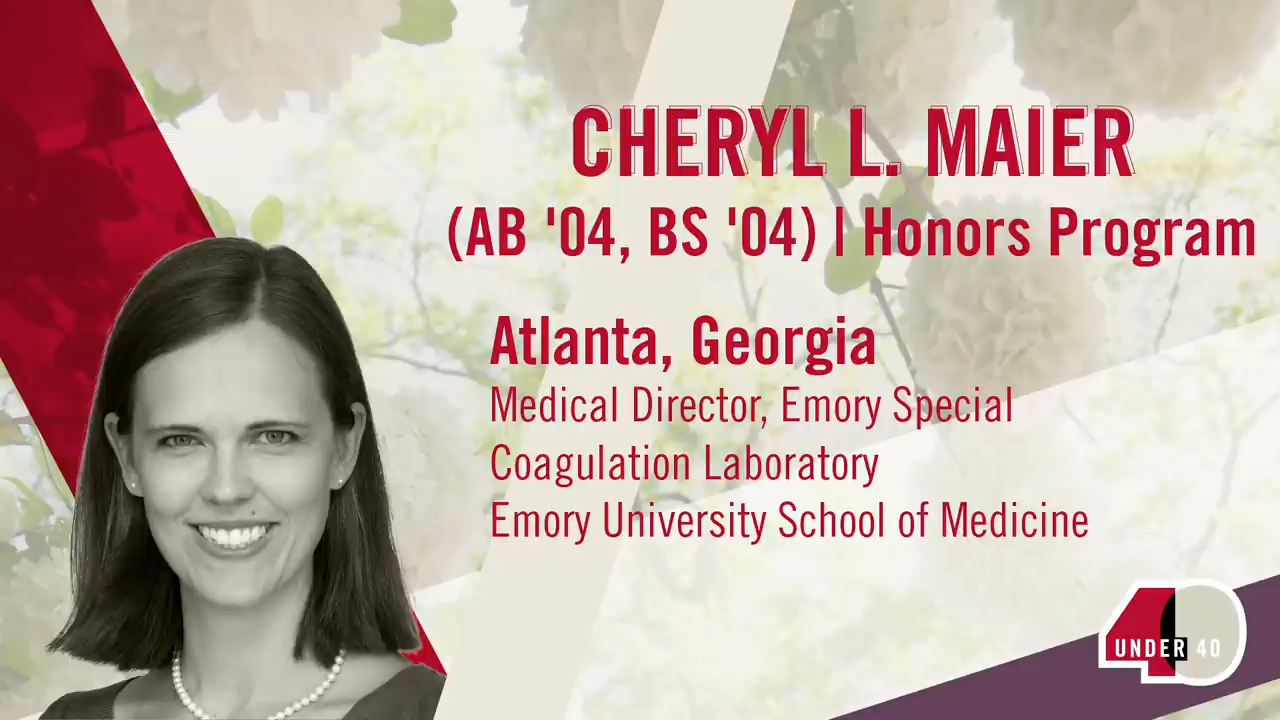 CHERYL L. MAIER
(AB '04, BS '04) | Honors Program
Atlanta, Georgia
Medical Director, Emory Special
Coagulation Laboratory
Emory University School of Medicine
40
UNDER 40